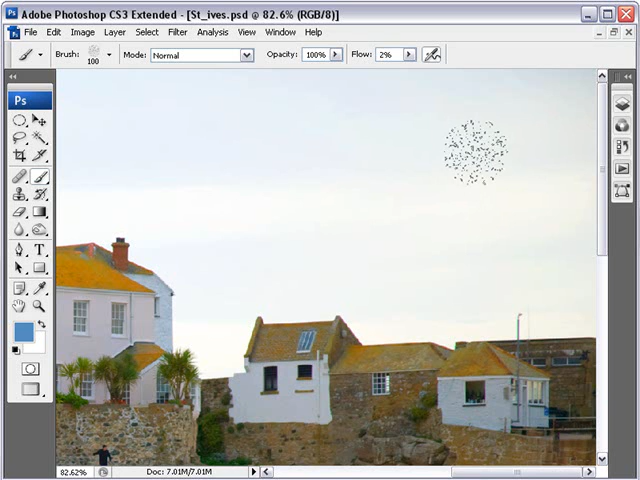 Adobe Photoshop CS3 Extended - [St_ives.psd @ 82.6% (RGB/8)]
Ps File Edit Image Layer Select Filter Analysis View Window Help
Brush: 100 Mode: Normal Opacity: 100% Flow: 2%
Ps
T
82.62% Doc: 7.01M/7.01M